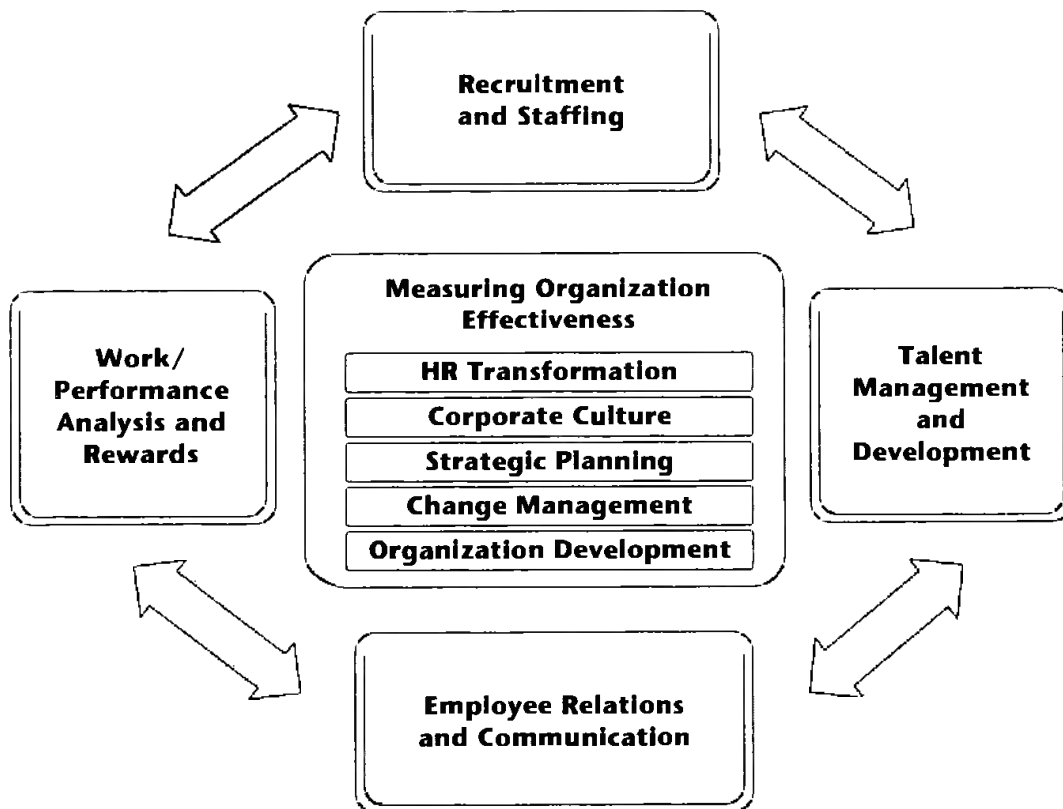 Recruitment
and Staffing
Measuring Organization
Effectiveness
HR Transformation
Corporate Culture
Strategic Planning
Change Management
Organization Development
Work/
Performance
Analysis and
Rewards
Talent
Management
and
Development
Employee Relations
and Communication